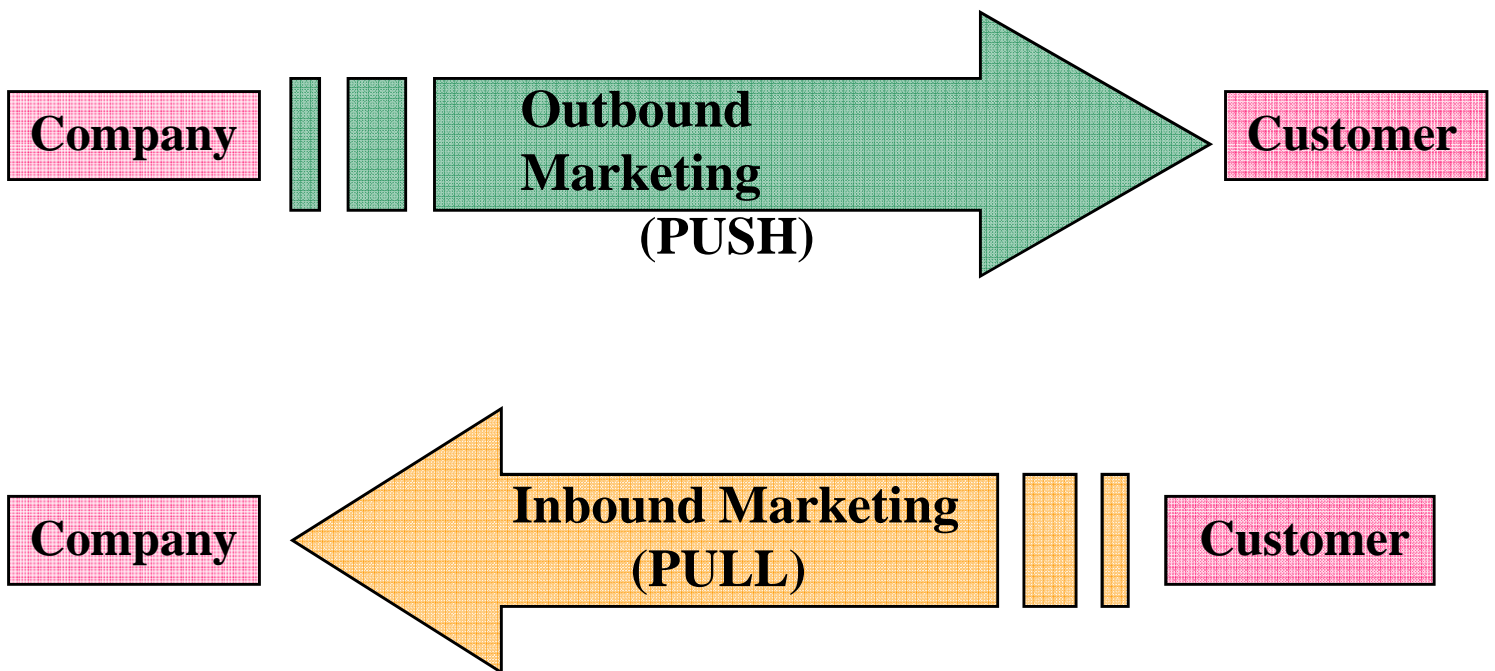 Company
Outbound
Marketing
(PUSH)
Customer
Company
Inbound Marketing
(PULL)
Customer